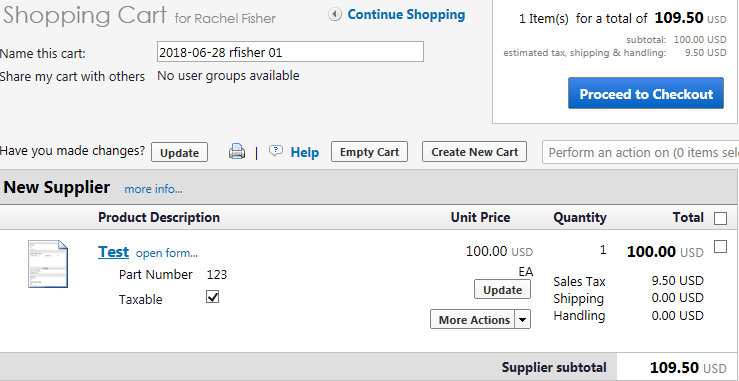 Shopping Cart for Rachel Fisher
Continue Shopping
1 Item(s) for a total of 109.50 USD
subtotal: 100.00 USD
estimated tax, shipping & handling: 9.50 USD
Proceed to Checkout
Name this cart: 2018-06-28 rfisher 01
Share my cart with others No user groups available
Have you made changes? Update | Help Empty Cart Create New Cart Perform an action on (0 items sele
New Supplier more info...
Product Description Unit Price Quantity Total
Test open form... 100.00 USD 1 100.00 USD
EA
Part Number 123
Update
Taxable
More Actions
Sales Tax 9.50 USD
Shipping 0.00 USD
Handling 0.00 USD
Supplier subtotal 109.50 USD